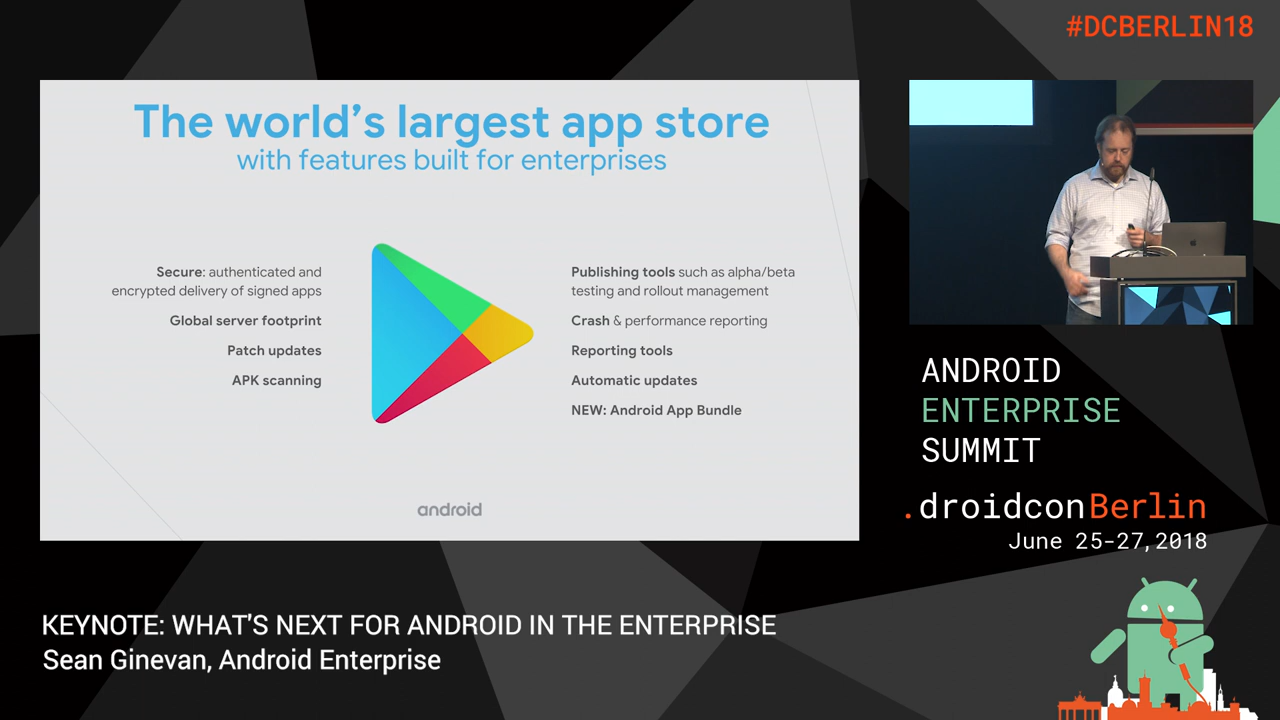 #DCBERLIN18
The world's largest app store
with features built for enterprises
Secure: authenticated and
encrypted delivery of signed apps
Global server footprint
Patch updates
APK scanning
Publishing tools such as alpha/beta
testing and rollout management
Crash & performance reporting
Reporting tools
Automatic updates
NEW: Android App Bundle
android
ANDROID
ENTERPRISE
SUMMIT
.droidconBerlin
June 25-27,2018
KEYNOTE: WHAT'S NEXT FOR ANDROID IN THE ENTERPRISE
Sean Ginevan, Android Enterprise